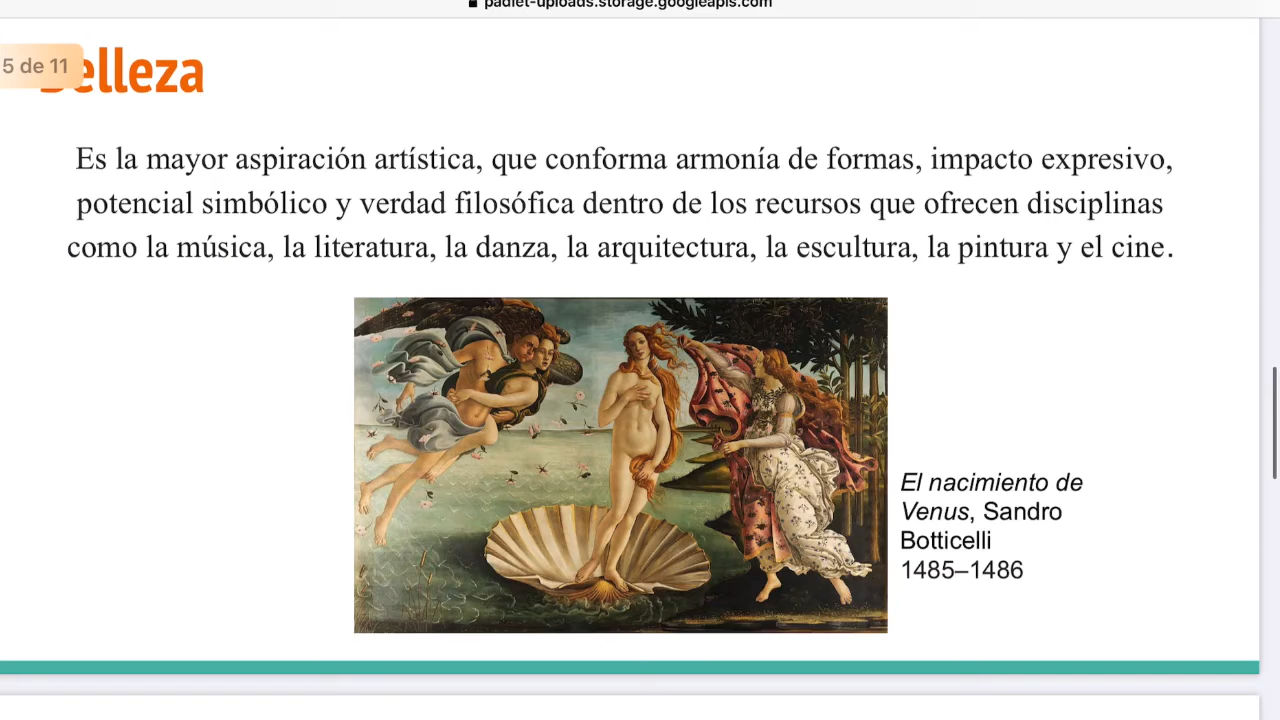 padlet-uploads.storage.googleapis.com
5 de 11
elleza
Es la mayor aspiración artística, que conforma armonía de formas, impacto expresivo,
potencial simbólico y verdad filosófica dentro de los recursos que ofrecen disciplinas
como la música, la literatura, la danza, la arquitectura, la escultura, la pintura y el cine.
El nacimiento de
Venus, Sandro
Botticelli
1485–1486